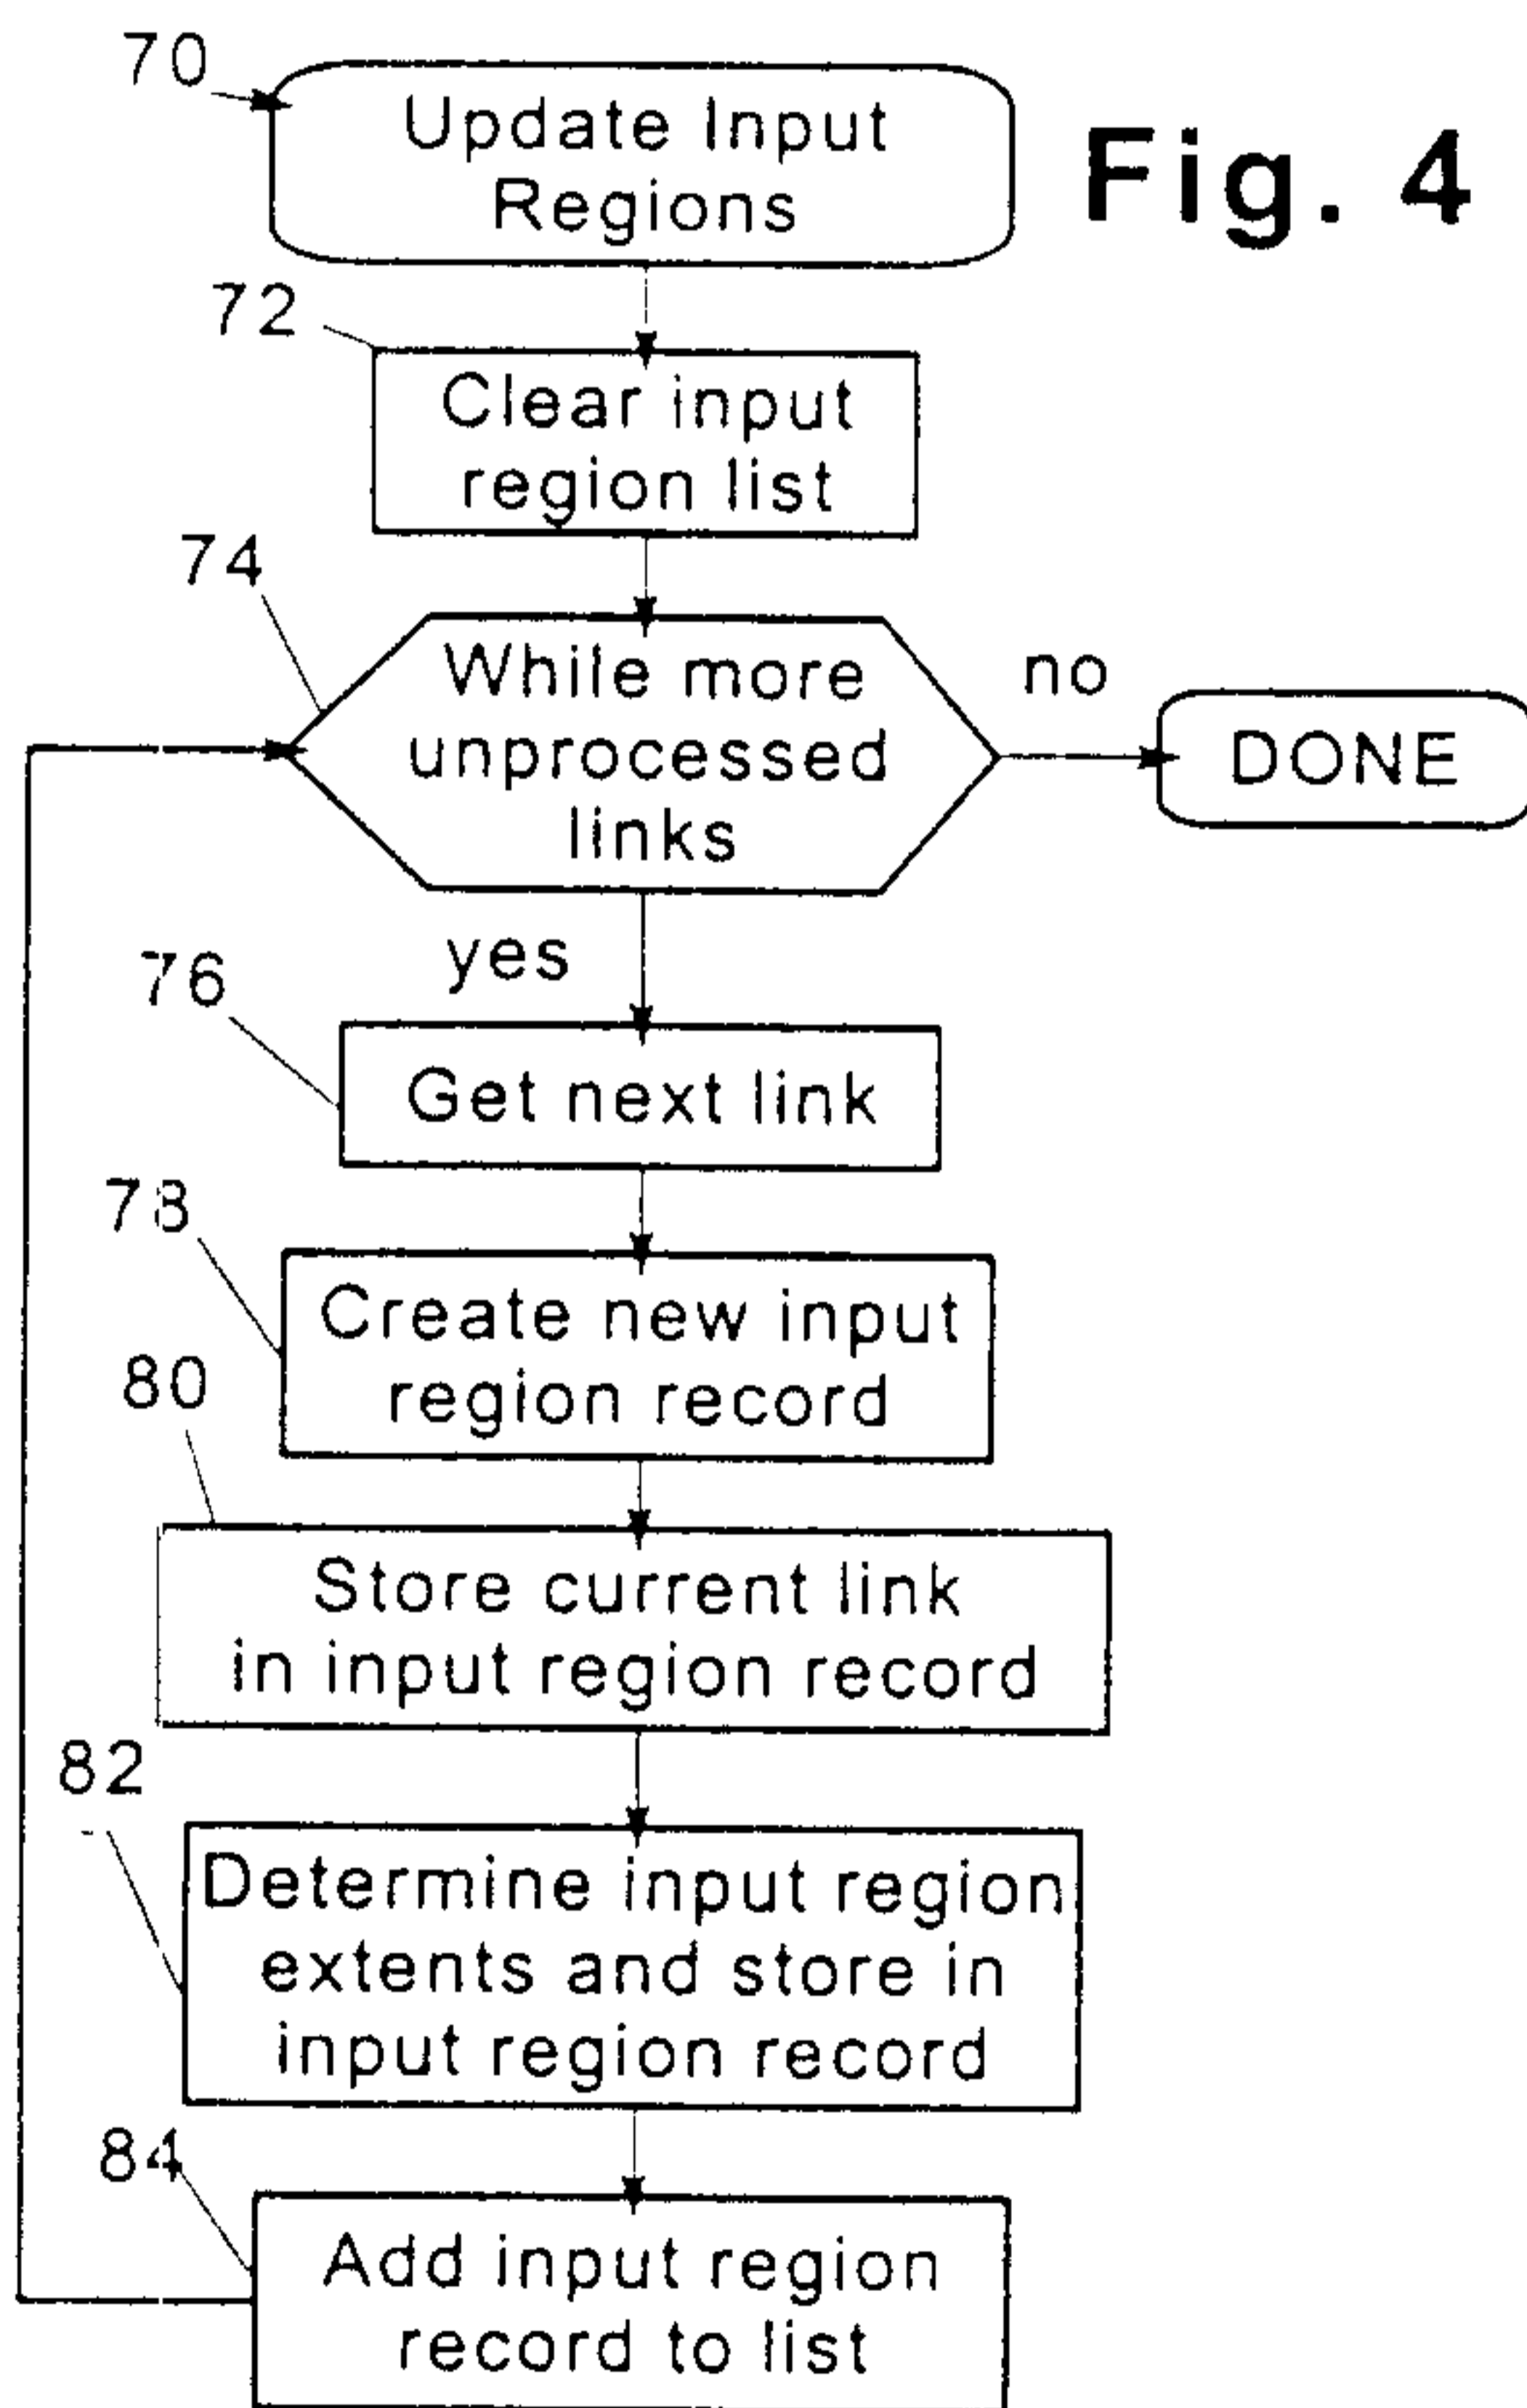 70
Update Input
Regions
Fig. 4
72
Clear input
region list
74
While more
unprocessed
links
no
DONE
yes
76
Get next link
78
Create new input
region record
80
Store current link
in input region record
82
Determine input region
extents and store in
input region record
84
Add input region
record to list